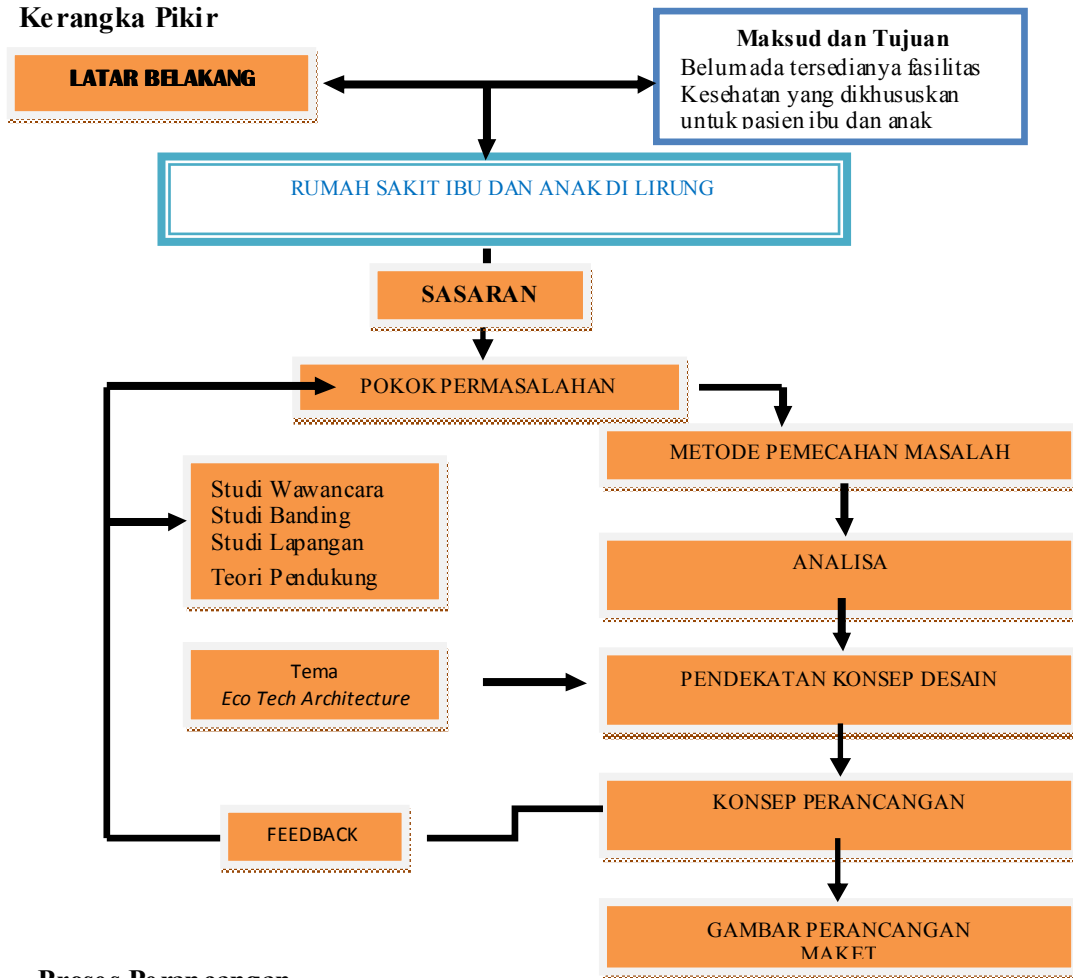 Kerangka Pikir
LATAR BELAKANG
Maksud dan Tujuan
Belum ada tersedianya fasilitas
Kesehatan yang dikhususkan
untuk pasien ibu dan anak
RUMAH SAKIT IBU DAN ANAK DI LIRUNG
SASARAN
POKOK PERMASALAHAN
METODE PEMECAHAN MASALAH
Studi Wawancara
Studi Banding
Studi Lapangan
Teori Pendukung
ANALISA
Tema
Eco Tech Architecture
PENDEKATAN KONSEP DESAIN
KONSEP PERANCANGAN
FEEDBACK
GAMBAR PERANCANGAN
MAKET
Proses Perancangan